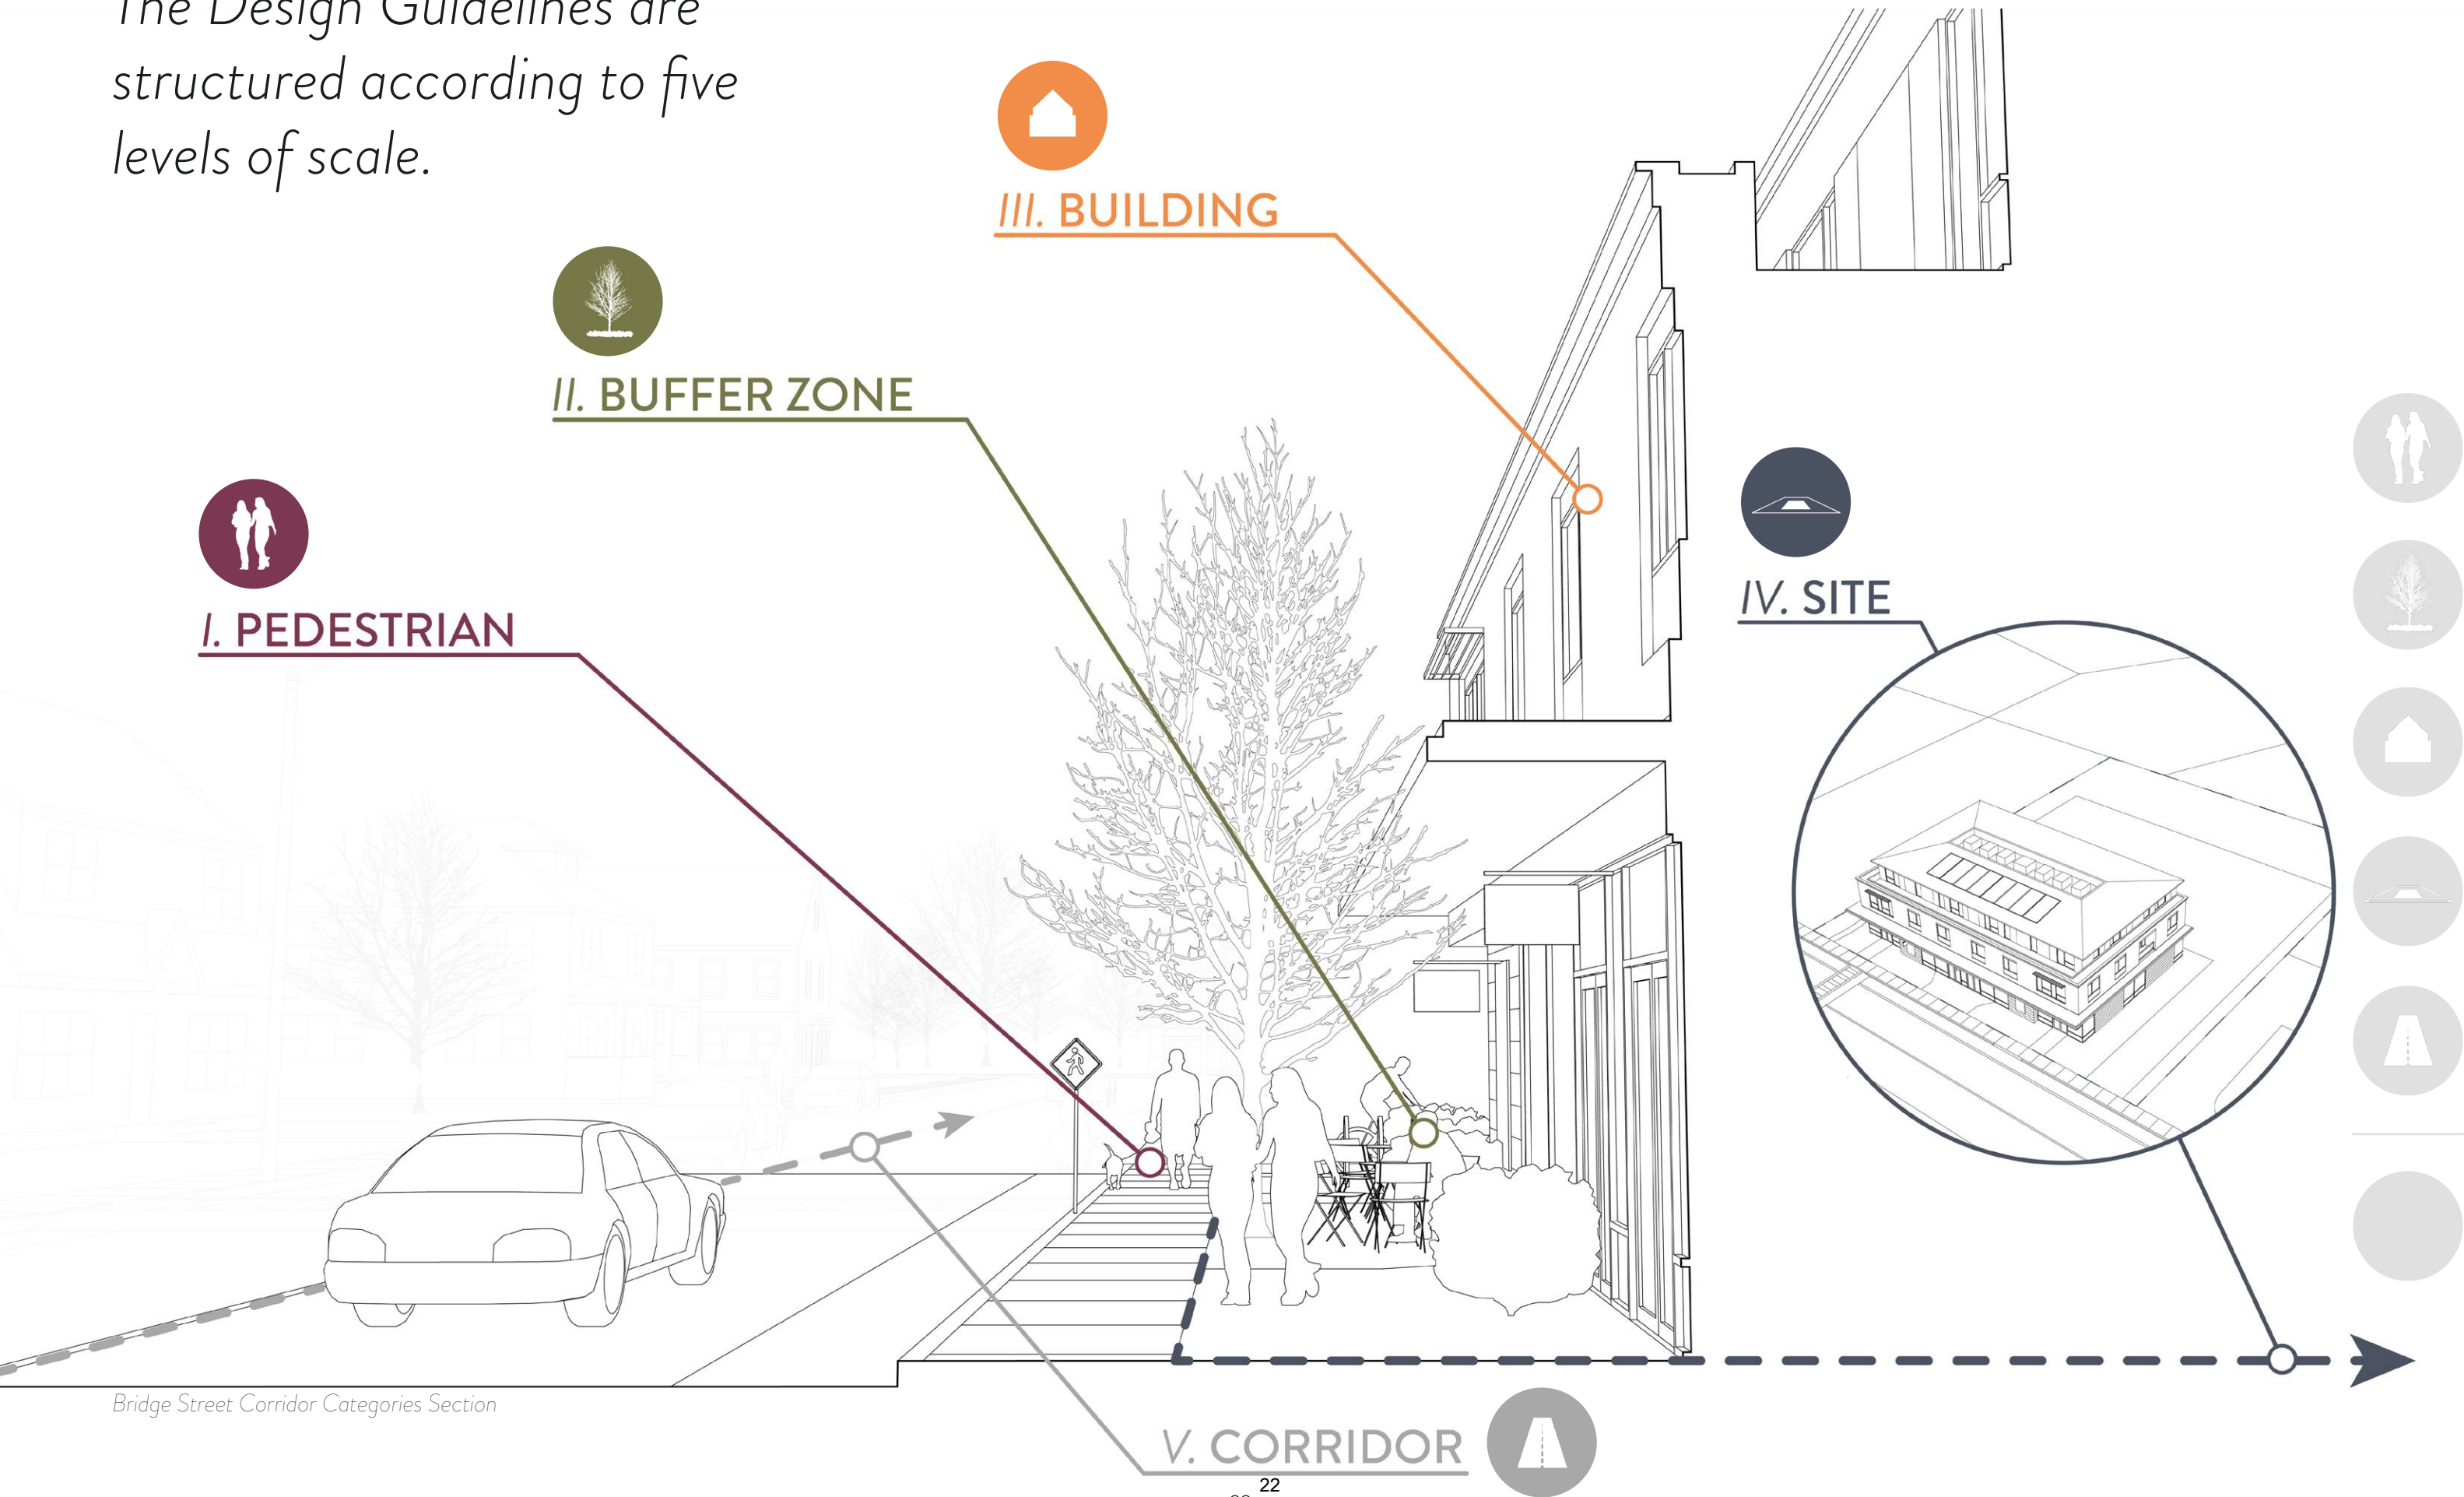 The Design Guidelines are
structured according to five
levels of scale.
III. BUILDING
II. BUFFER ZONE
IV. SITE
I. PEDESTRIAN
Bridge Street Corridor Categories Section
V. CORRIDOR
22